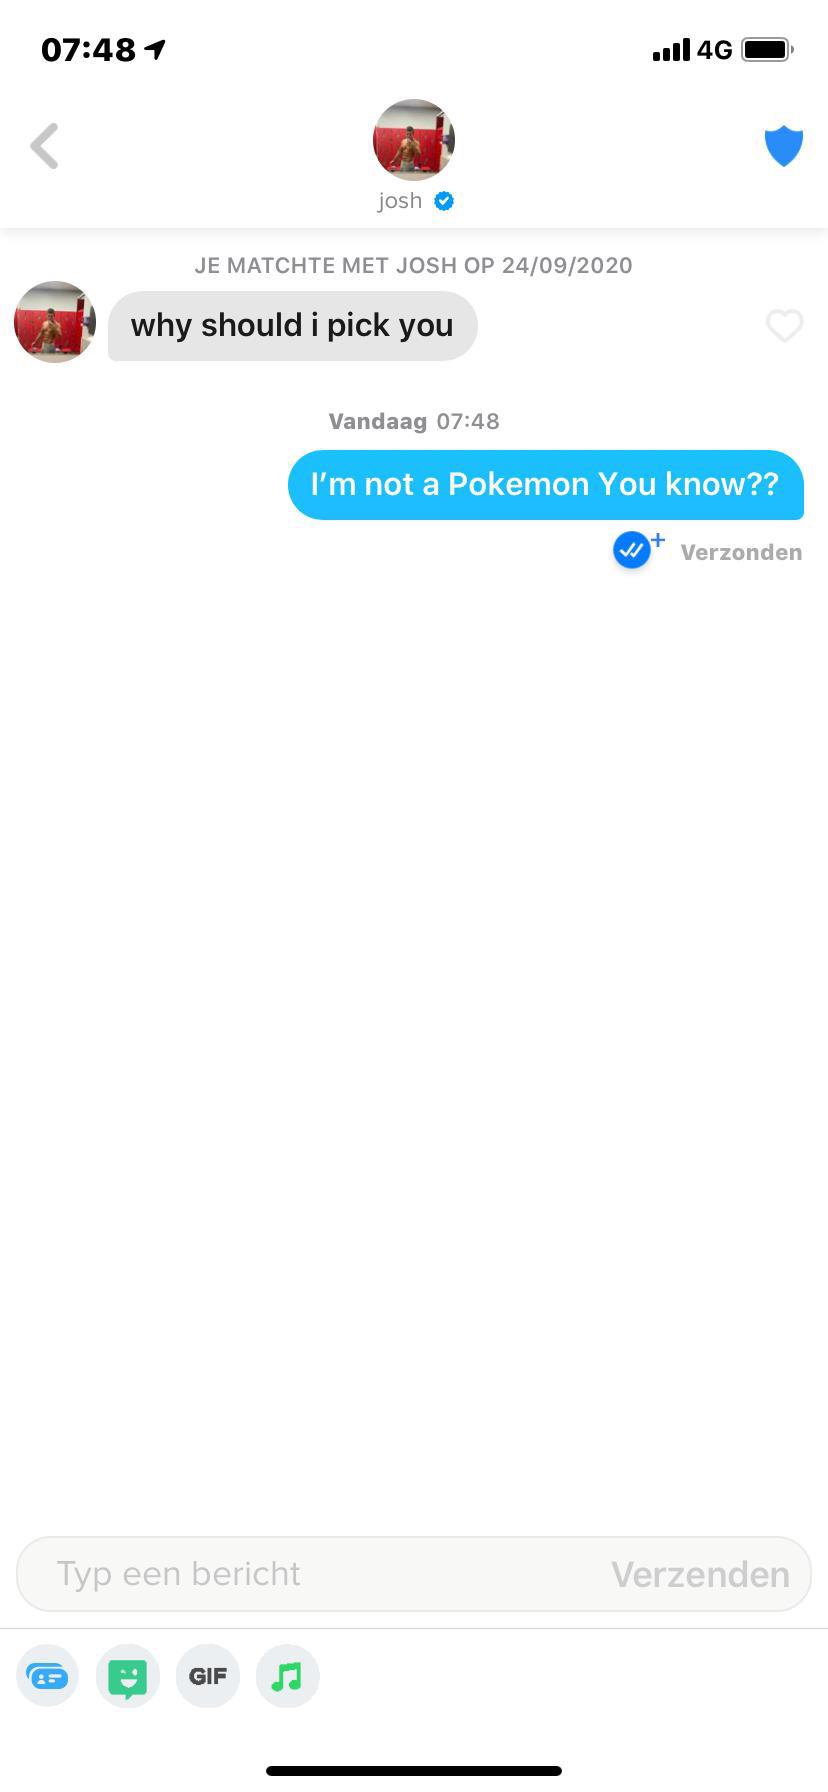 07:48
4G
josh
JE MATCHTE MET JOSH OP 24/09/2020
why should i pick you
Vandaag 07:48
I'm not a Pokemon You know??
Verzonden
Typ een bericht Verzenden
GIF